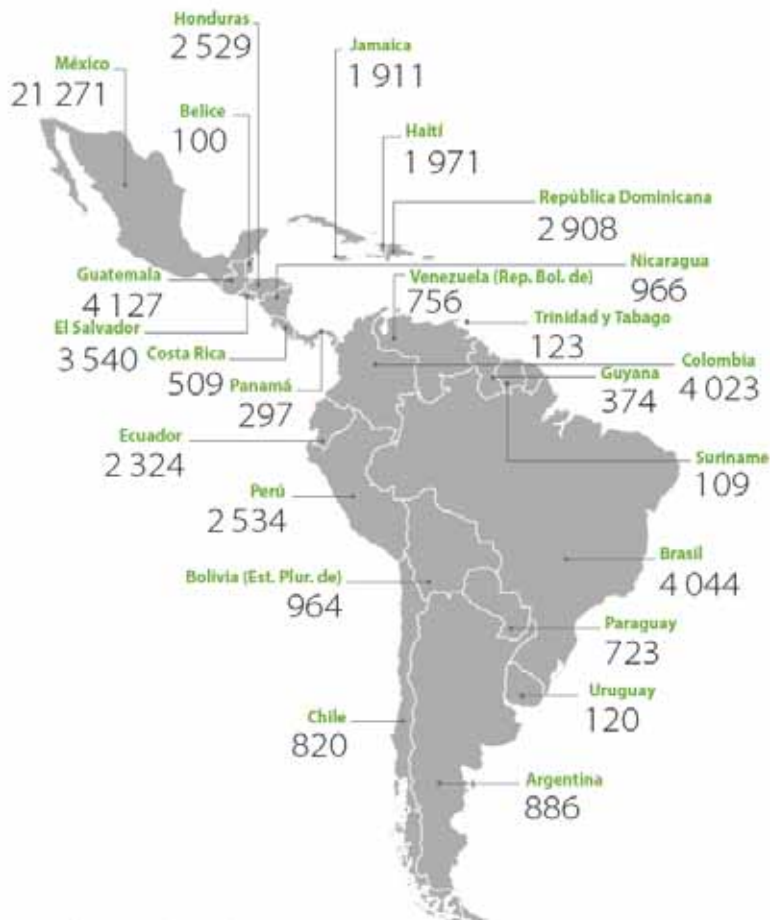 Honduras
2 529
Jamaica
1 911
México
21 271
Belice
100
Haití
1 971
República Dominicana
2 908
Guatemala
4 127
Venezuela (Rep. Bol. de)
756
Nicaragua
966
El Salvador
3 540
Costa Rica
509
Trinidad y Tabago
123
Colombia
4 023
Panamá
297
Guyana
374
Ecuador
2 324
Suriname
109
Perú
2 534
Brasil
4 044
Bolivia (Est. Plur. de)
964
Paraguay
723
Uruguay
120
Chile
820
Argentina
886